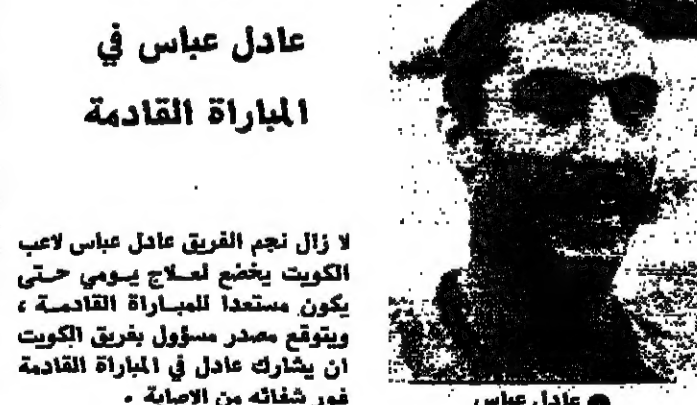 عادل عباس في
المباراة القادمة
لا زال نجم الفريق عادل عباس لاعب
الكويت يخضع لعلاج يومي حتى
يكون مستعدا للمباراة القادمة ،
ويتوقع مصدر مسؤول بفريق الكويت
ان يشارك عادل في المباراة القادمة
فور شفائه من الاصابة .
● عادل عباس